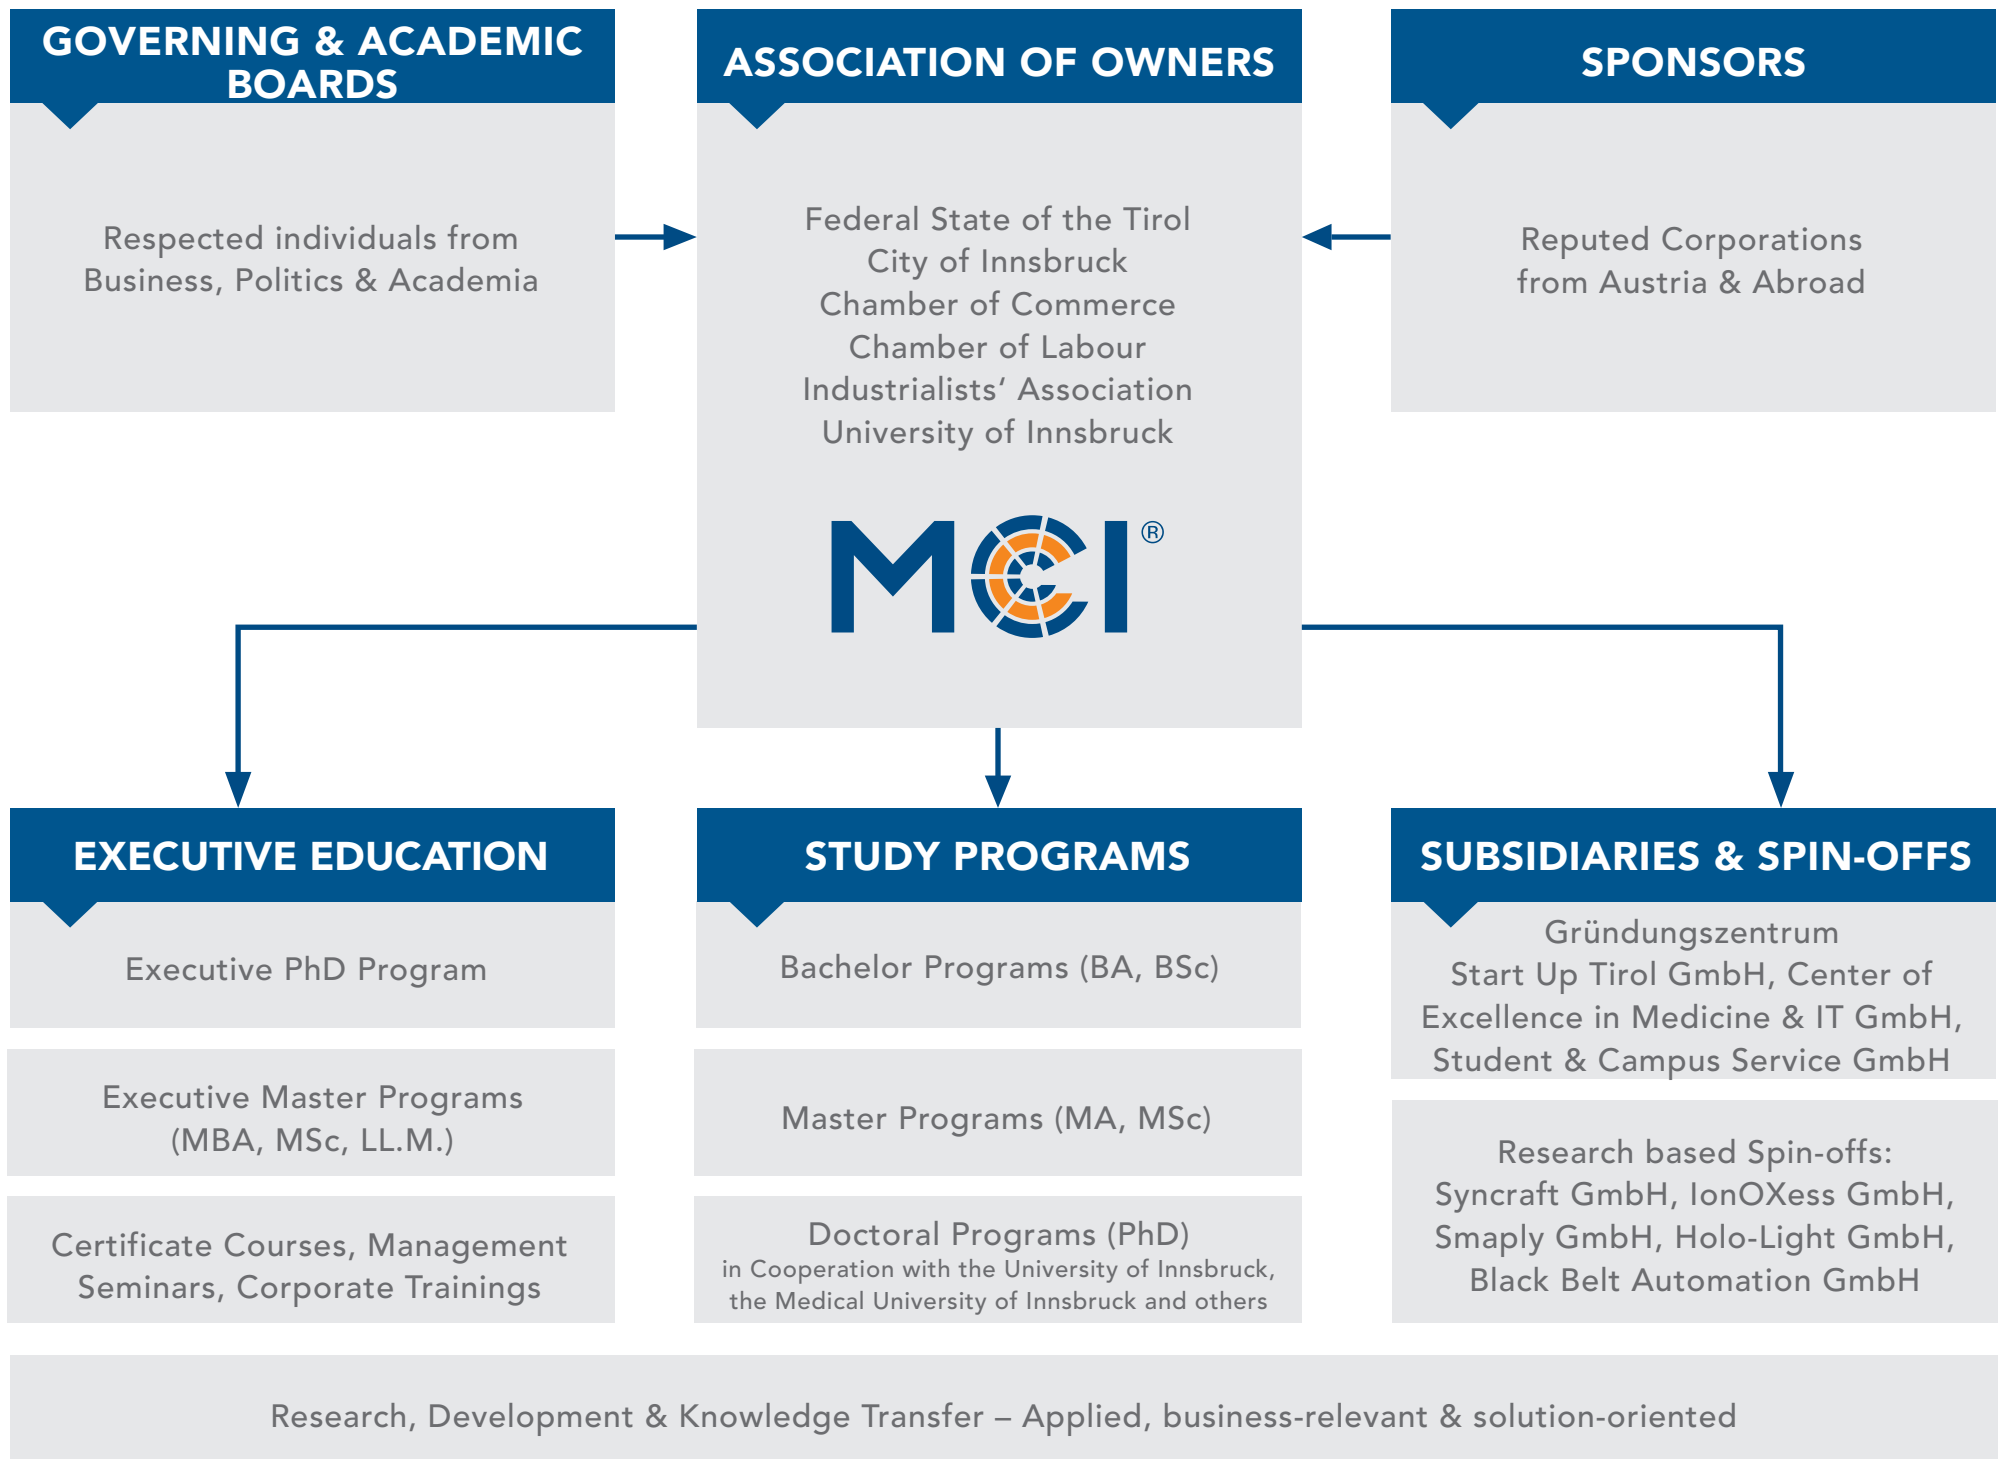 GOVERNING & ACADEMIC
BOARDS
Respected individuals from
Business, Politics & Academia
ASSOCIATION OF OWNERS
Federal State of the Tirol
City of Innsbruck
Chamber of Commerce
Chamber of Labour
Industrialists‘ Association
University of Innsbruck
MCI®
SPONSORS
Reputed Corporations
from Austria & Abroad
EXECUTIVE EDUCATION
Executive PhD Program
Executive Master Programs
(MBA, MSc, LL.M.)
Certificate Courses, Management
Seminars, Corporate Trainings
STUDY PROGRAMS
Bachelor Programs (BA, BSc)
Master Programs (MA, MSc)
Doctoral Programs (PhD)
in Cooperation with the University of Innsbruck,
the Medical University of Innsbruck and others
SUBSIDIARIES & SPIN-OFFS
Gründungszentrum
Start Up Tirol GmbH, Center of
Excellence in Medicine & IT GmbH,
Student & Campus Service GmbH
Research based Spin-offs:
Syncraft GmbH, IonOXess GmbH,
Smaply GmbH, Holo-Light GmbH,
Black Belt Automation GmbH
Research, Development & Knowledge Transfer – Applied, business-relevant & solution-oriented